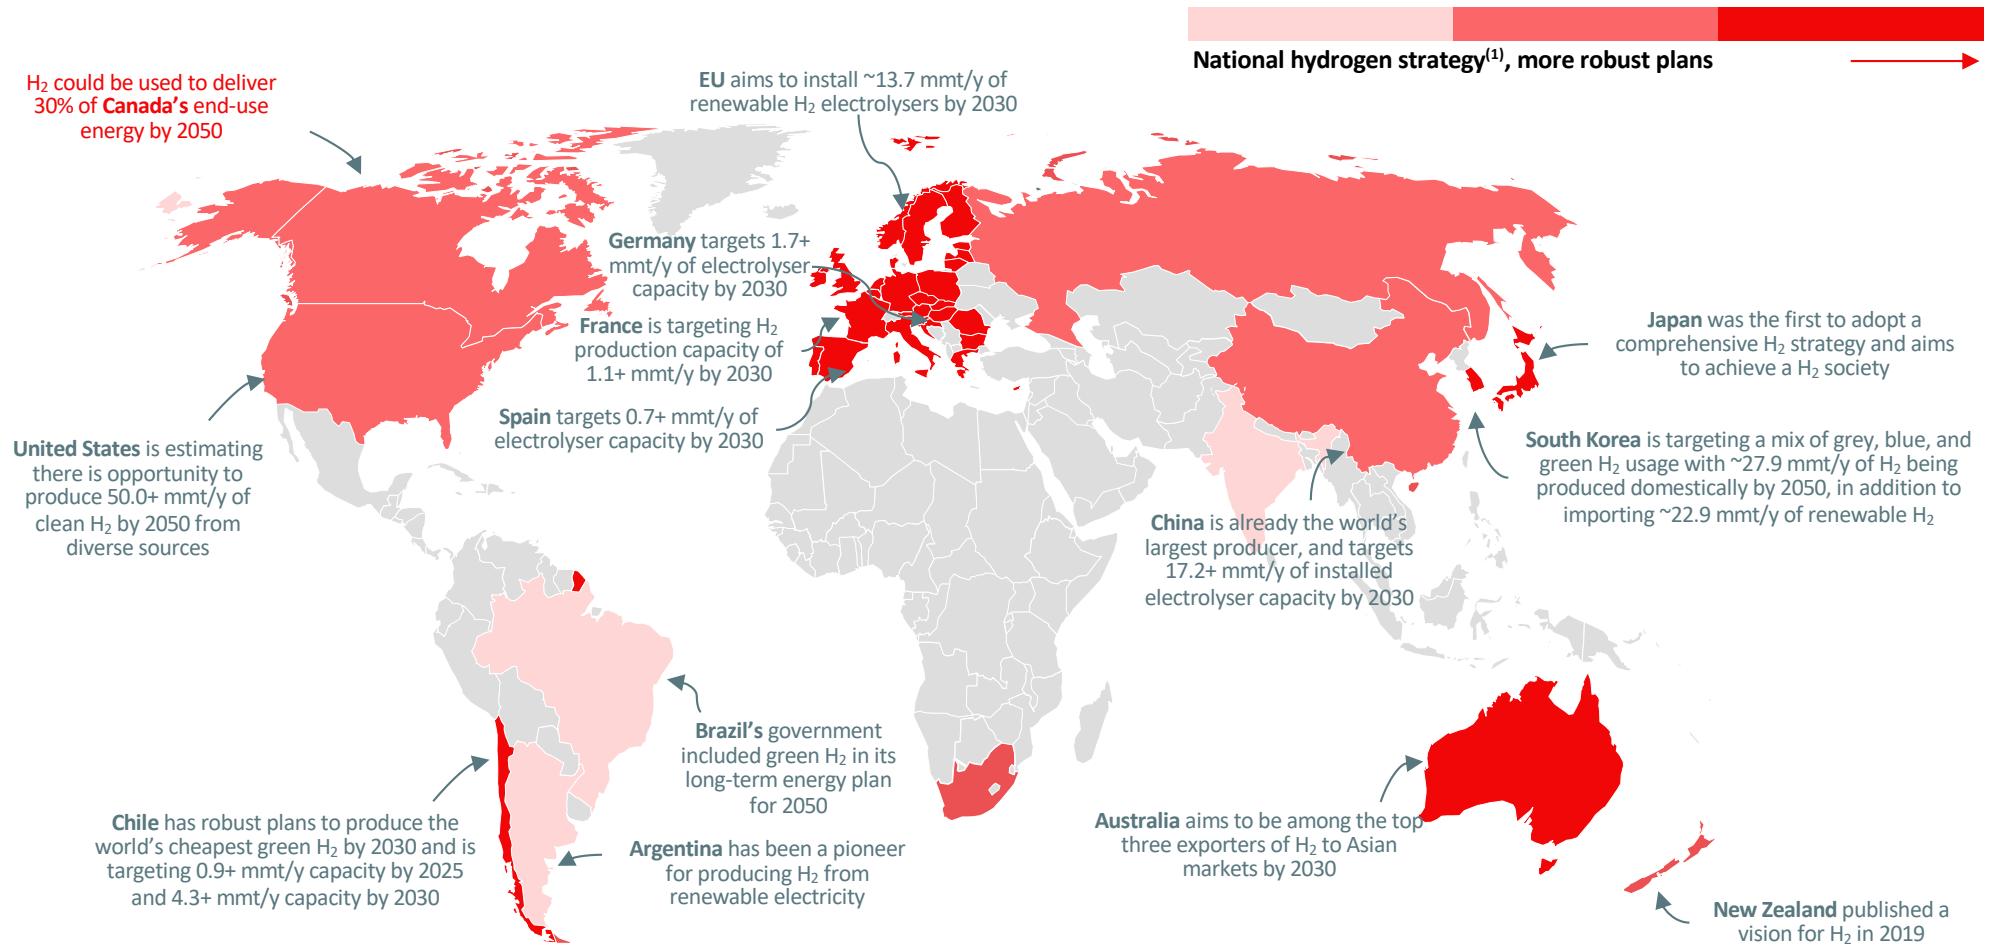 National hydrogen strategy(1), more robust plans
H2 could be used to deliver
30% of Canada's end-use
energy by 2050
EU aims to install ~13.7 mmt/y of
renewable H2 electrolysers by 2030
Germany targets 1.7+
mmt/y of electrolyser
capacity by 2030
France is targeting H2
production capacity of
1.1+ mmt/y by 2030
Spain targets 0.7+ mmt/y of
electrolyser capacity by 2030
United States is estimating
there is opportunity to
produce 50.0+ mmt/y of
clean H2 by 2050 from
diverse sources
Japan was the first to adopt a
comprehensive H2 strategy and aims
to achieve a H2 society
South Korea is targeting a mix of grey, blue, and
green H2 usage with ~27.9 mmt/y of H2 being
produced domestically by 2050, in addition to
importing ~22.9 mmt/y of renewable H2
China is already the world's
largest producer, and targets
17.2+ mmt/y of installed
electrolyser capacity by 2030
Brazil's government
included green H2 in its
long-term energy plan
for 2050
Chile has robust plans to produce the
world's cheapest green H2 by 2030 and is
targeting 0.9+ mmt/y capacity by 2025
and 4.3+ mmt/y capacity by 2030
Argentina has been a pioneer
for producing H2 from
renewable electricity
Australia aims to be among the top
three exporters of H2 to Asian
markets by 2030
New Zealand published a
vision for H2 in 2019